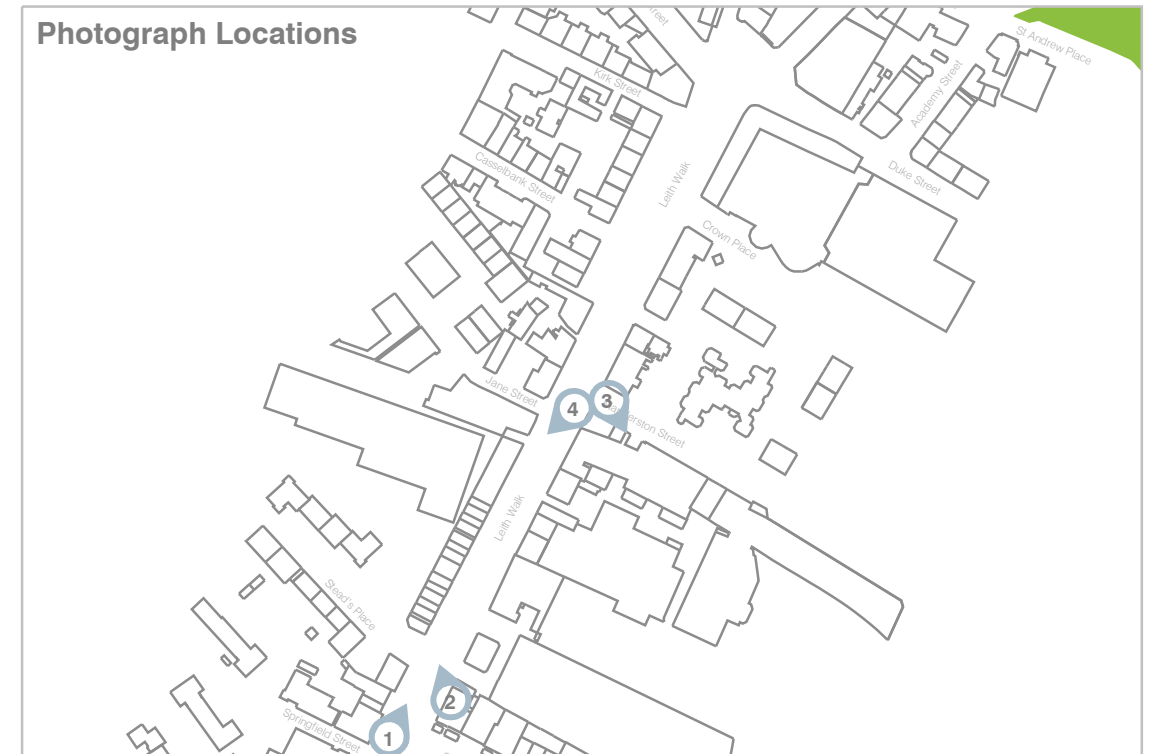 Photograph Locations
St Andrew Place
Kirk Street
Academy Street
Casselbank Street
Leith Walk
Duke Street
Crown Place
Jane Street
4
3
Street
Leith Walk
Stead's Place
2
1
Springfield Street